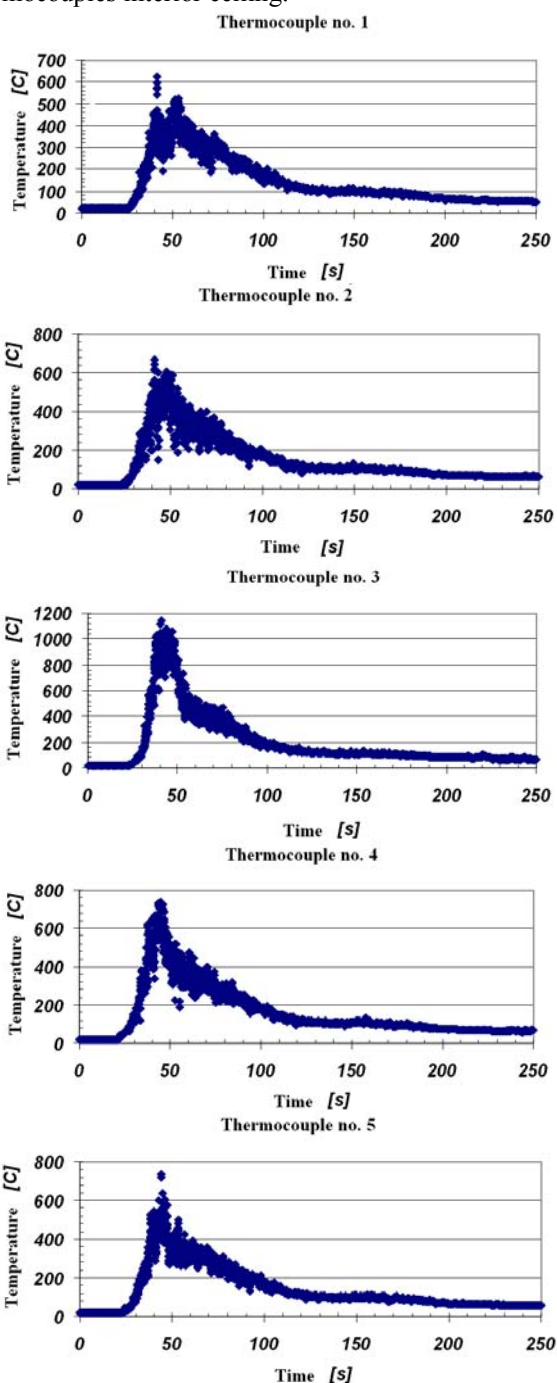 mocouples interior ceiling.
Thermocouple no. 1
Temperature [C]
700
600
500
400
300
200
100
0
0 50 100 150 200 250
Time [s]
Thermocouple no. 2
Temperature [C]
800
600
400
200
0
0 50 100 150 200 250
Time [s]
Thermocouple no. 3
Temperature [C]
1200
1000
800
600
400
200
0
0 50 100 150 200 250
Time [s]
Thermocouple no. 4
Temperature [C]
800
600
400
200
0
0 50 100 150 200 250
Time [s]
Thermocouple no. 5
Temperature [C]
800
600
400
200
0
0 50 100 150 200 250
Time [s]